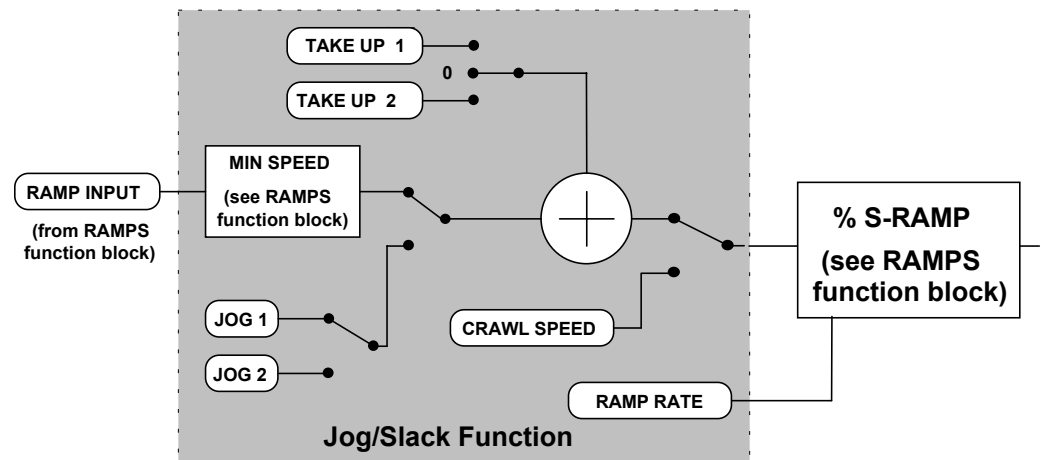 TAKE UP 1
0
TAKE UP 2
MIN SPEED
(see RAMPS
function block)
RAMP INPUT
(from RAMPS
function block)
% S-RAMP
(see RAMPS
function block)
JOG 1
CRAWL SPEED
JOG 2
RAMP RATE
Jog/Slack Function